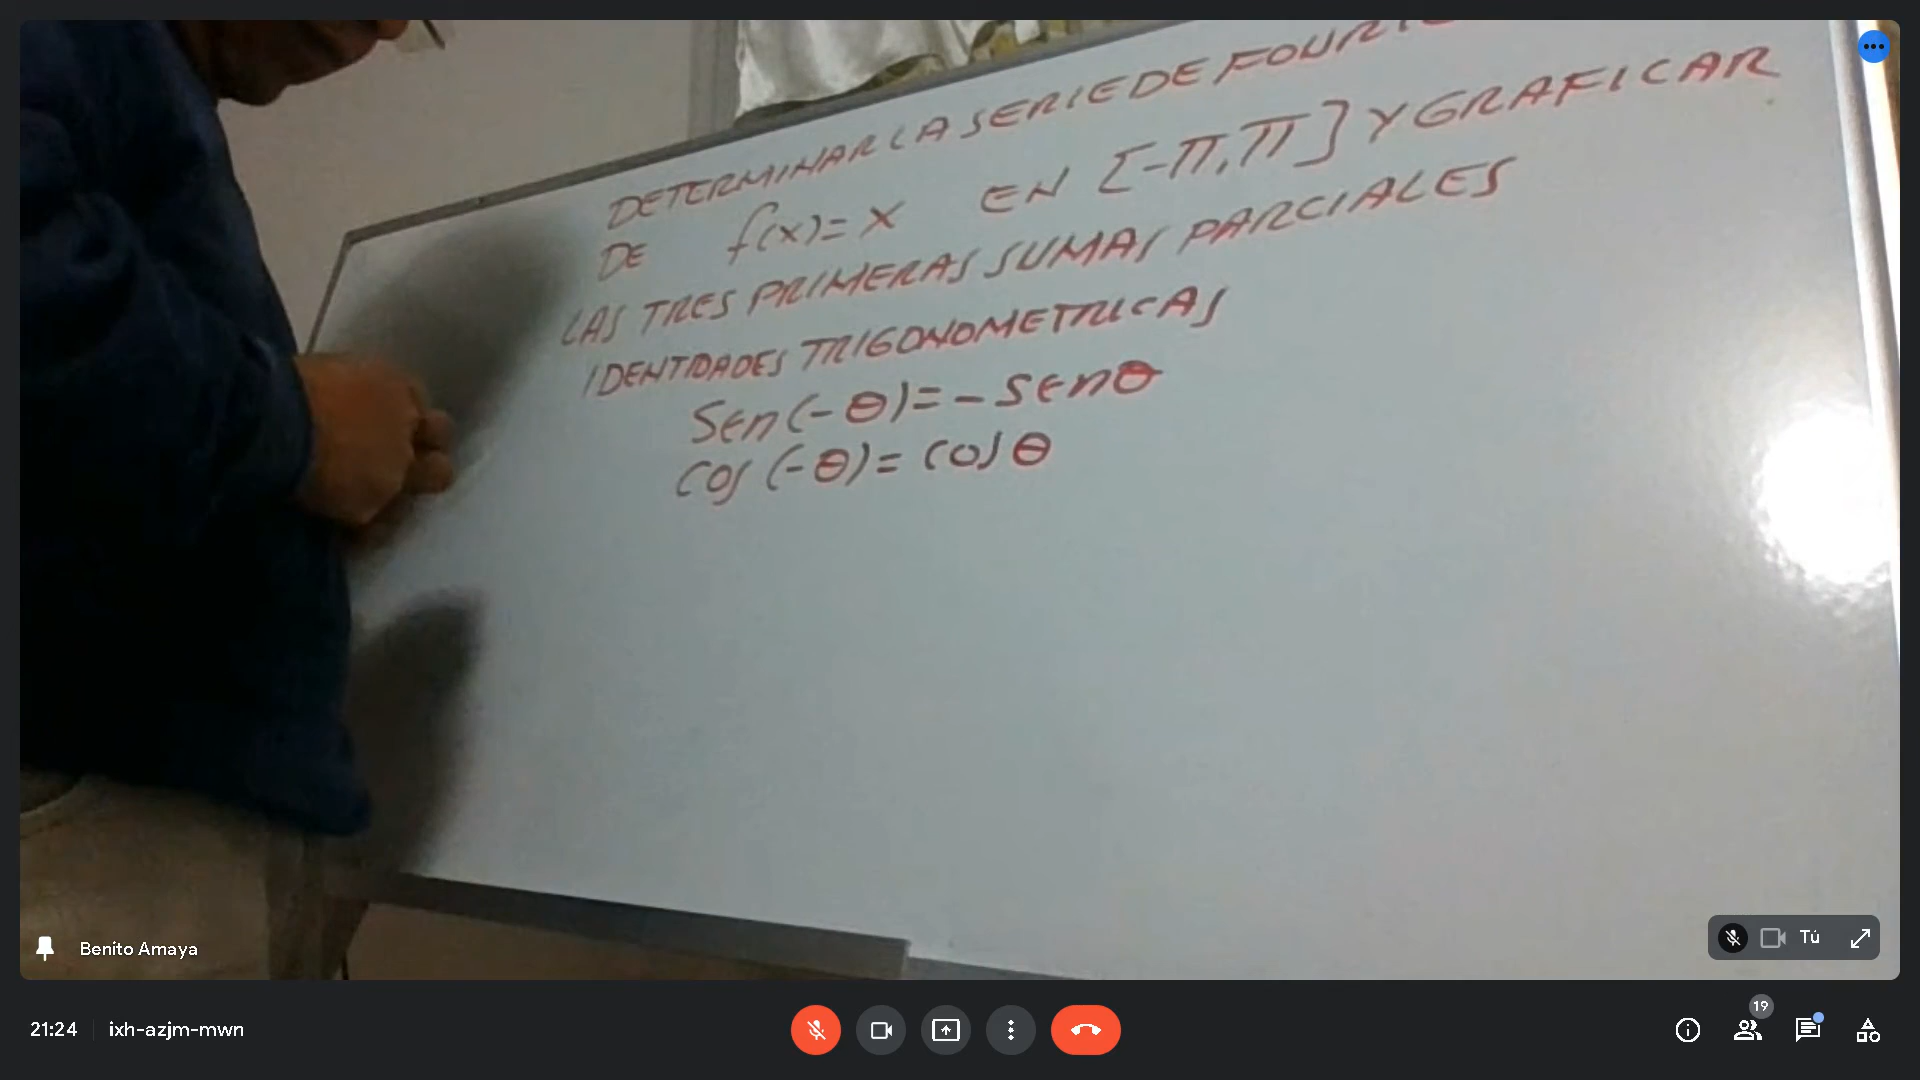 DETERMINAR LA SERIE DE
DE f(x)= X EN [-π,π] Y GRAFICAR
LAS TRES PRIMERAS SUMAS PARCIALES
IDENTIDADES TRIGONOMETRICAS
Sen(-θ)=-senθ
Cos(-θ)= cosθ
Benito Amaya
Tú
21:24 ixh-azjm-mwn
19